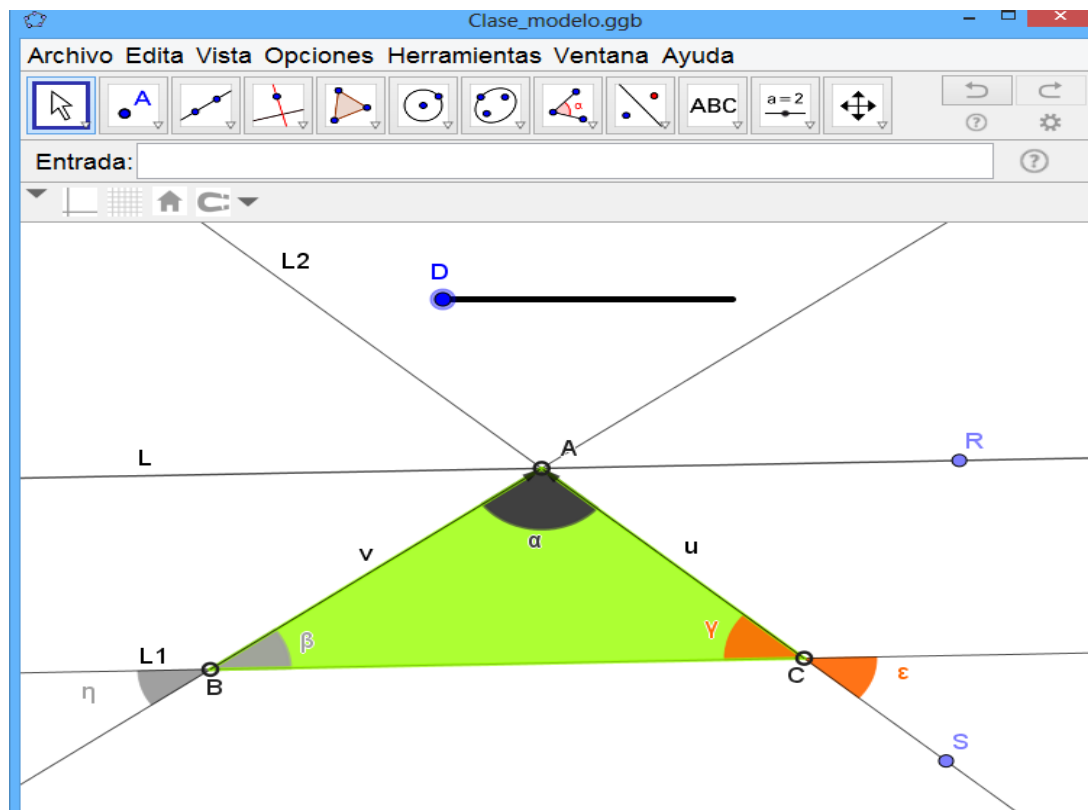 Clase_modelo.ggb
Archivo Edita Vista Opciones Herramientas Ventana Ayuda
A α ABC a = 2
Entrada:
L2
D
A
L
R
α
v
u
β
γ
L1
B
C
η
ε
S